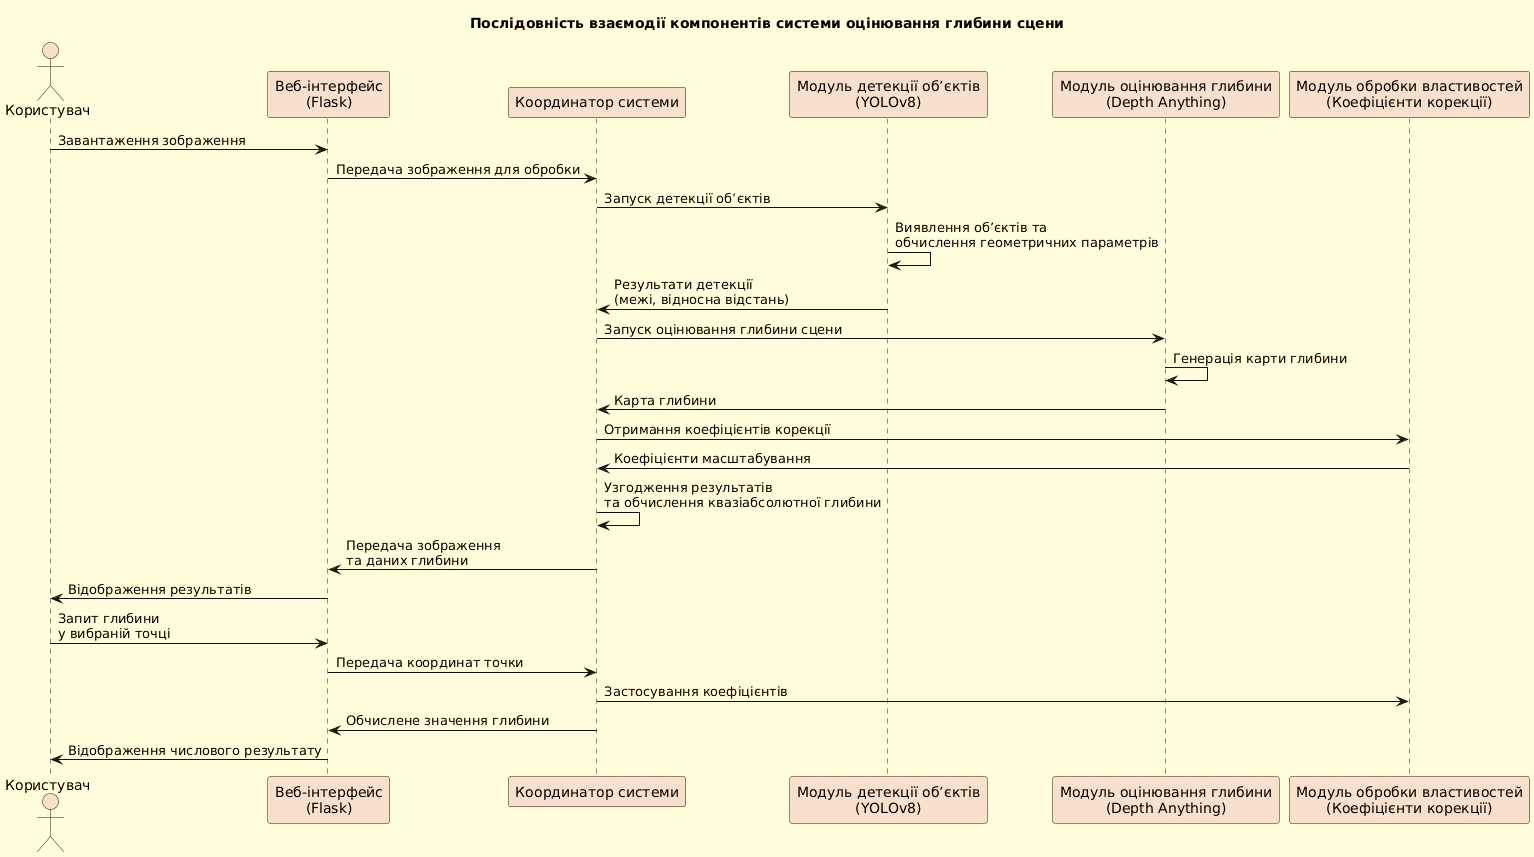 Послідовність взаємодії компонентів системи оцінювання глибини сцени
Користувач
Веб-інтерфейс
(Flask)
Координатор системи
Модуль детекції об’єктів
(YOLOv8)
Модуль оцінювання глибини
(Depth Anything)
Модуль обробки властивостей
(Коефіцієнти корекції)
Завантаження зображення
Передача зображення для обробки
Запуск детекції об’єктів
Виявлення об’єктів та
обчислення геометричних параметрів
Результати детекції
(межі, відносна відстань)
Запуск оцінювання глибини сцени
Генерація карти глибини
Карта глибини
Отримання коефіцієнтів корекції
Коефіцієнти масштабування
Узгодження результатів
та обчислення квазіабсолютної глибини
Передача зображення
та даних глибини
Відображення результатів
Запит глибини
у вибраній точці
Передача координат точки
Застосування коефіцієнтів
Обчислене значення глибини
Відображення числового результату
Користувач
Веб-інтерфейс
(Flask)
Координатор системи
Модуль детекції об’єктів
(YOLOv8)
Модуль оцінювання глибини
(Depth Anything)
Модуль обробки властивостей
(Коефіцієнти корекції)